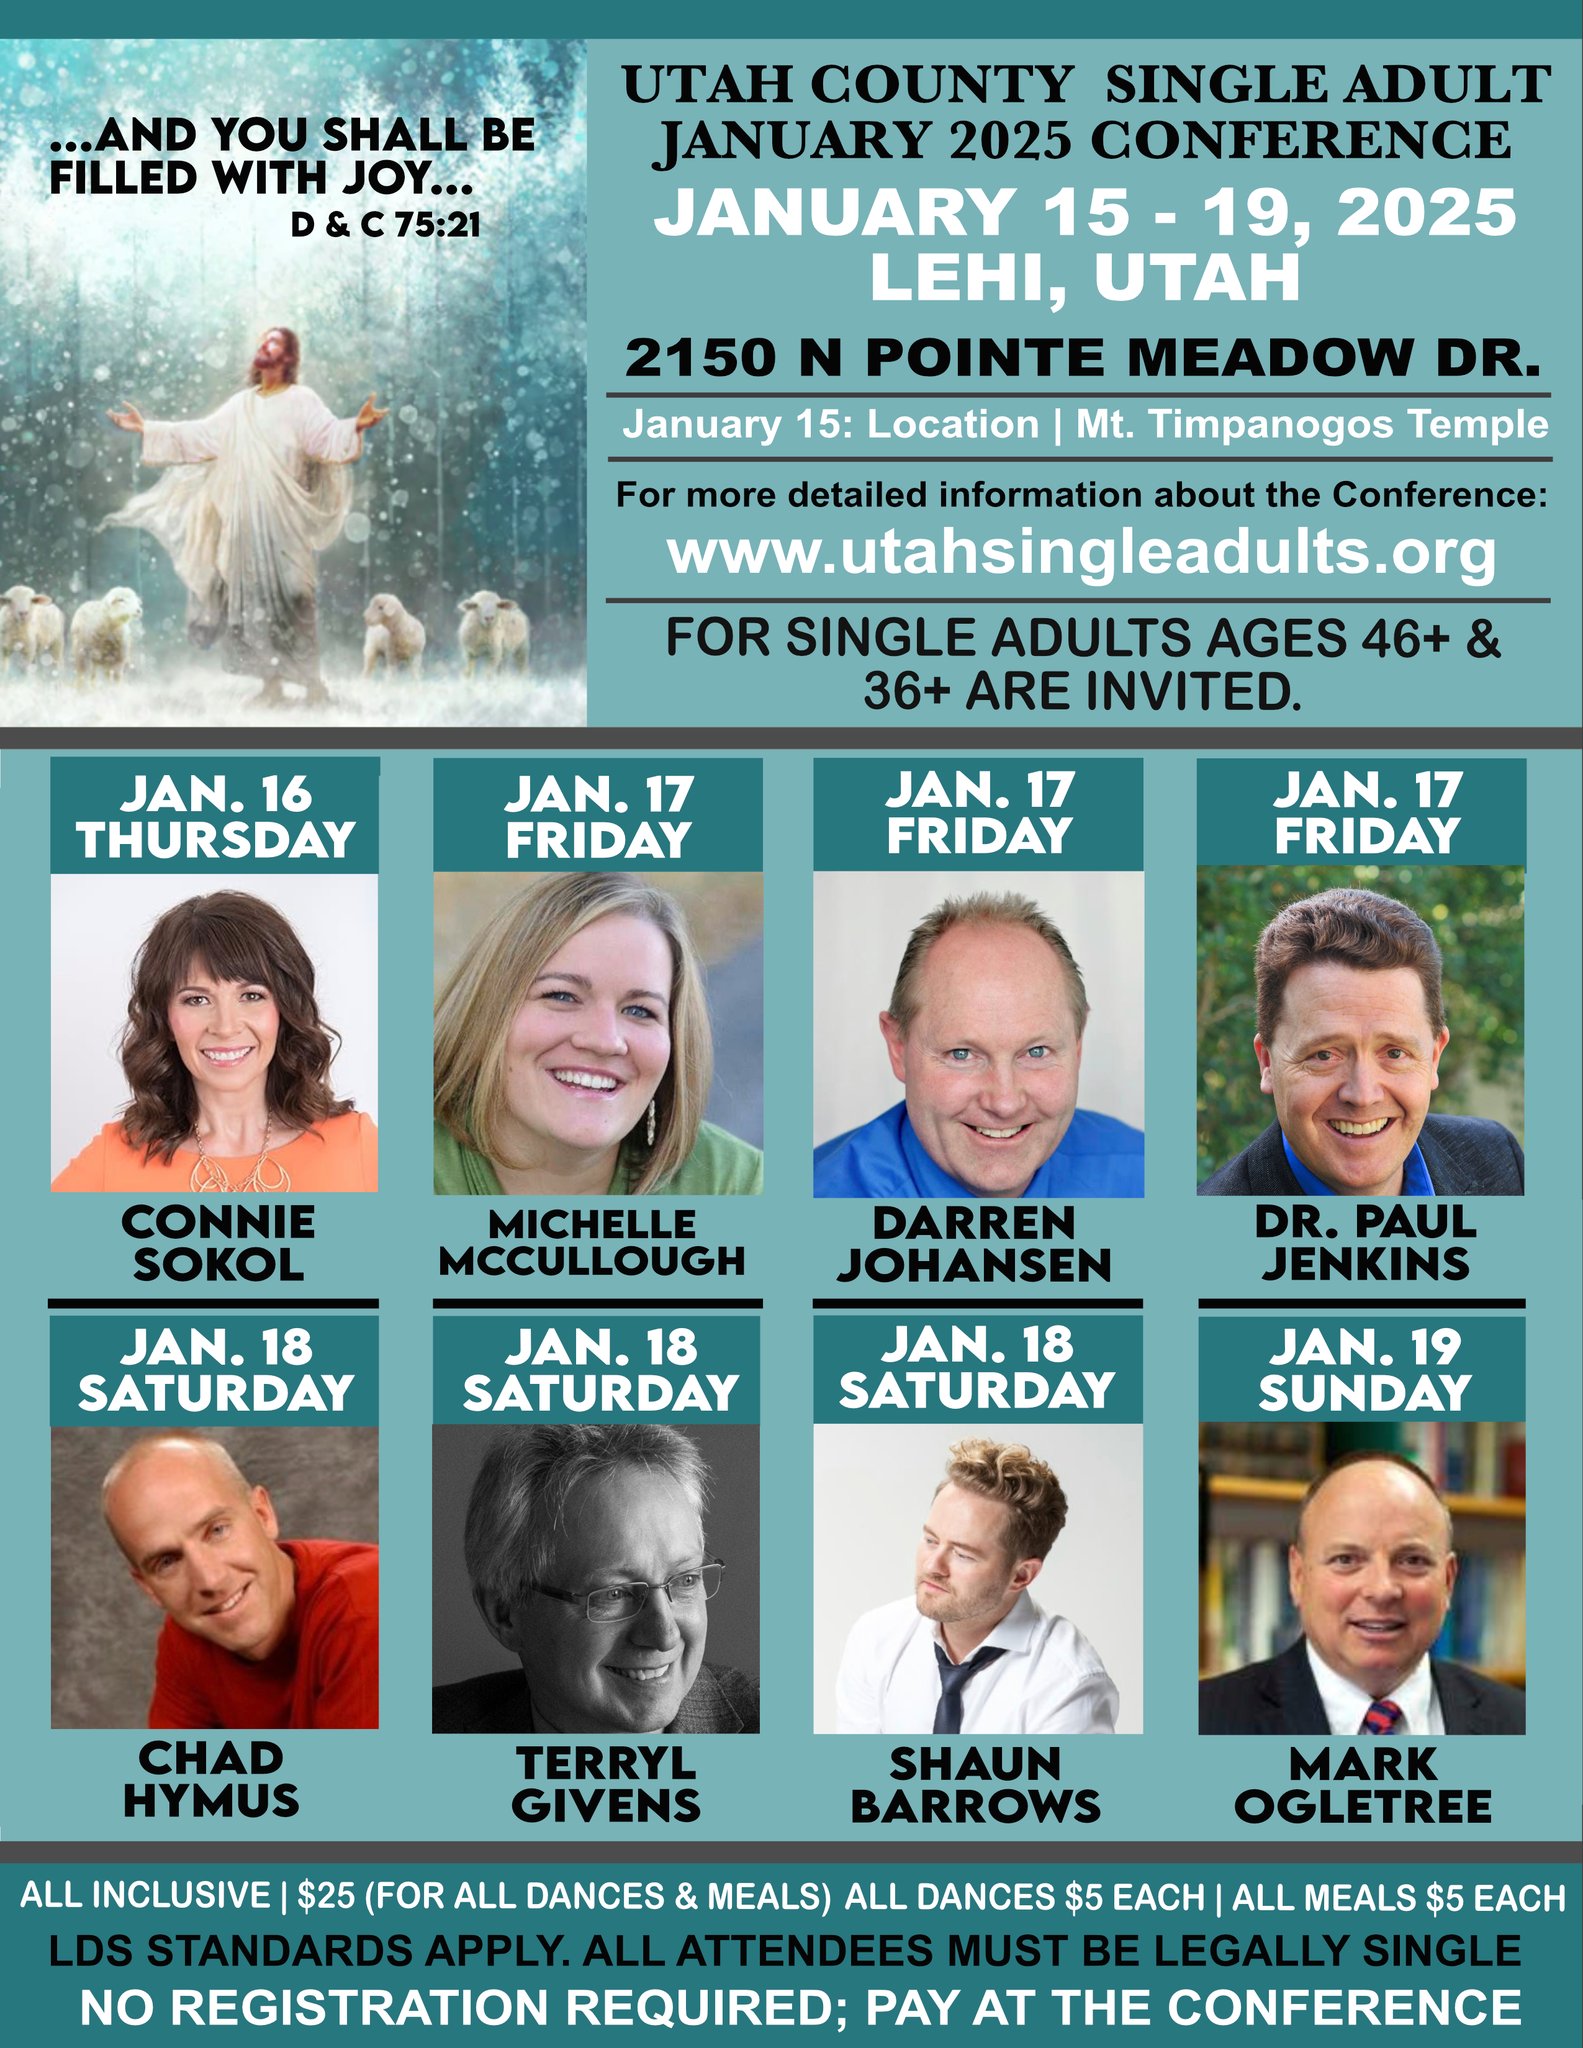 ...AND YOU SHALL BE
FILLED WITH JOY...
D & C 75:21
UTAH COUNTY SINGLE ADULT
JANUARY 2025 CONFERENCE
JANUARY 15 - 19, 2025
LEHI, UTAH
2150 N POINTE MEADOW DR.
January 15: Location | Mt. Timpanogos Temple
For more detailed information about the Conference:
www.utahsingleadults.org
FOR SINGLE ADULTS AGES 46+ &
36+ ARE INVITED.
JAN. 16
THURSDAY
CONNIE
SOKOL
JAN. 17
FRIDAY
MICHELLE
MCCULLOUGH
JAN. 17
FRIDAY
DARREN
JOHANSEN
JAN. 17
FRIDAY
DR. PAUL
JENKINS
JAN. 18
SATURDAY
CHAD
HYMUS
JAN. 18
SATURDAY
TERRYL
GIVENS
JAN. 18
SATURDAY
SHAUN
BARROWS
JAN. 19
SUNDAY
MARK
OGLETREE
ALL INCLUSIVE | $25 (FOR ALL DANCES & MEALS) ALL DANCES $5 EACH | ALL MEALS $5 EACH
LDS STANDARDS APPLY. ALL ATTENDEES MUST BE LEGALLY SINGLE
NO REGISTRATION REQUIRED; PAY AT THE CONFERENCE